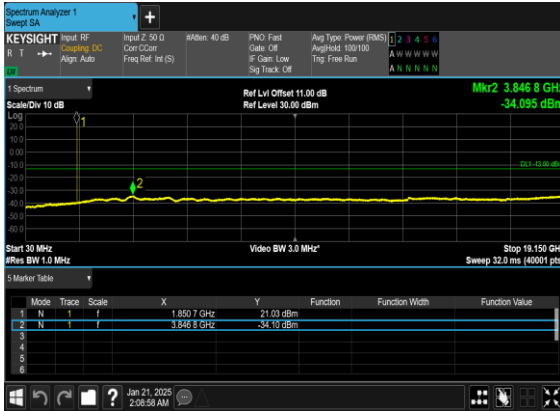 Spectrum Analyzer 1
Swept SA
+
KEYSIGHT
R T
Input: RF
Coupling: DC
Align: Auto
Input Z: 50 Ω
Corr CCorr
Freq Ref: Int (S)
#Atten: 40 dB
PNO: Fast
Gate: Off
IF Gain: Low
Sig Track: Off
Avg Type: Power (RMS)
Avg|Hold: 100/100
Trig: Free Run
1 2 3 4 5 6
A W W W W W
A N N N N N
1 Spectrum
Scale/Div 10 dB
Ref Lvl Offset 11.00 dB
Ref Level 30.00 dBm
Mkr2 3.846 8 GHz
-34.095 dBm
Log
20.0
10.0
0.00
-10.0
-20.0
-30.0
-40.0
-50.0
-60.0
1
2
DL1 -13.00 dBm
Start 30 MHz
#Res BW 1.0 MHz
Video BW 3.0 MHz*
Stop 19.150 GHz
Sweep 32.0 ms (40001 pts)
5 Marker Table
Mode Trace Scale X Y Function Function Width Function Value
1 N 1 f 1.850 7 GHz 21.03 dBm
2 N 1 f 3.846 8 GHz -34.10 dBm
3
4
5
6
?
Jan 21, 2025
2:08:58 AM